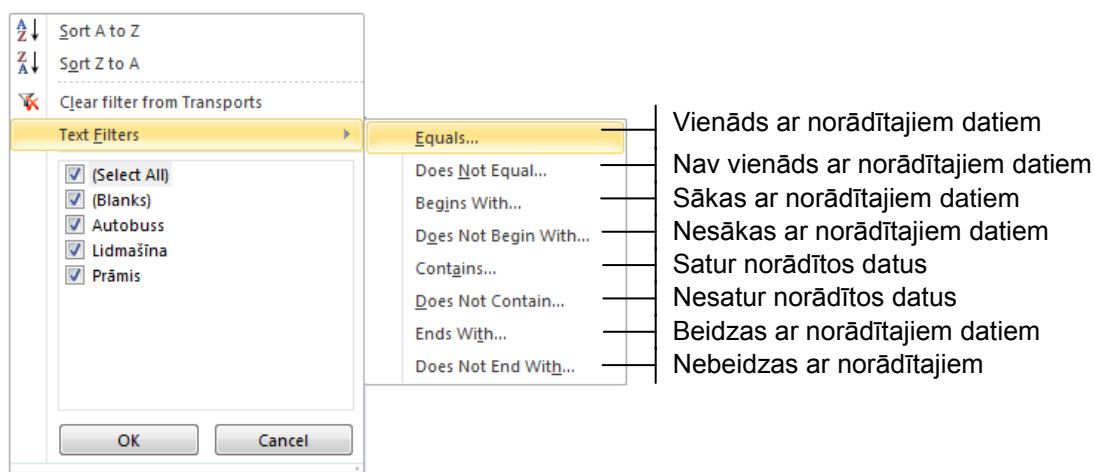 Sort A to Z
Sort Z to A
Clear filter from Transports
Text Filters
(Select All)
(Blanks)
Autobuss
Lidmašīna
Prāmis
OK
Cancel
Equals...
Does Not Equal...
Begins With...
Does Not Begin With...
Contains...
Does Not Contain...
Ends With...
Does Not End With...
Vienāds ar norādītajiem datiem
Nav vienāds ar norādītajiem datiem
Sākas ar norādītajiem datiem
Nesākas ar norādītajiem datiem
Satur norādītos datus
Nesatur norādītos datus
Beidzas ar norādītajiem datiem
Nebeidzas ar norādītajiem